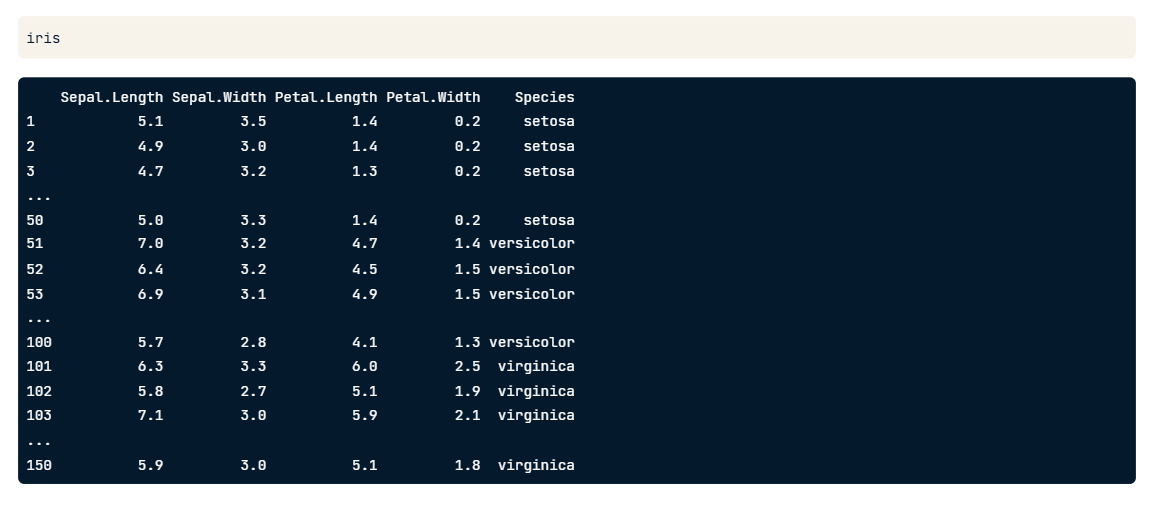 iris
    Sepal.Length Sepal.Width Petal.Length Petal.Width    Species
1            5.1         3.5          1.4         0.2     setosa
2            4.9         3.0          1.4         0.2     setosa
3            4.7         3.2          1.3         0.2     setosa
...
50           5.0         3.3          1.4         0.2     setosa
51           7.0         3.2          4.7         1.4 versicolor
52           6.4         3.2          4.5         1.5 versicolor
53           6.9         3.1          4.9         1.5 versicolor
...
100          5.7         2.8          4.1         1.3 versicolor
101          6.3         3.3          6.0         2.5  virginica
102          5.8         2.7          5.1         1.9  virginica
103          7.1         3.0          5.9         2.1  virginica
...
150          5.9         3.0          5.1         1.8  virginica